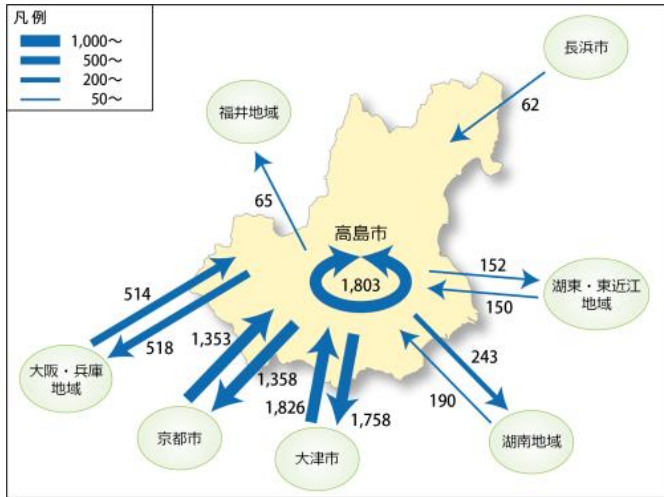 凡例
1,000～
500～
200～
50～
長浜市
福井地域
62
65
高島市
1,803
152
150
湖東・東近江
地域
514
518
1,353
1,358
1,826
1,758
243
190
大阪・兵庫
地域
京都市
大津市
湖南地域